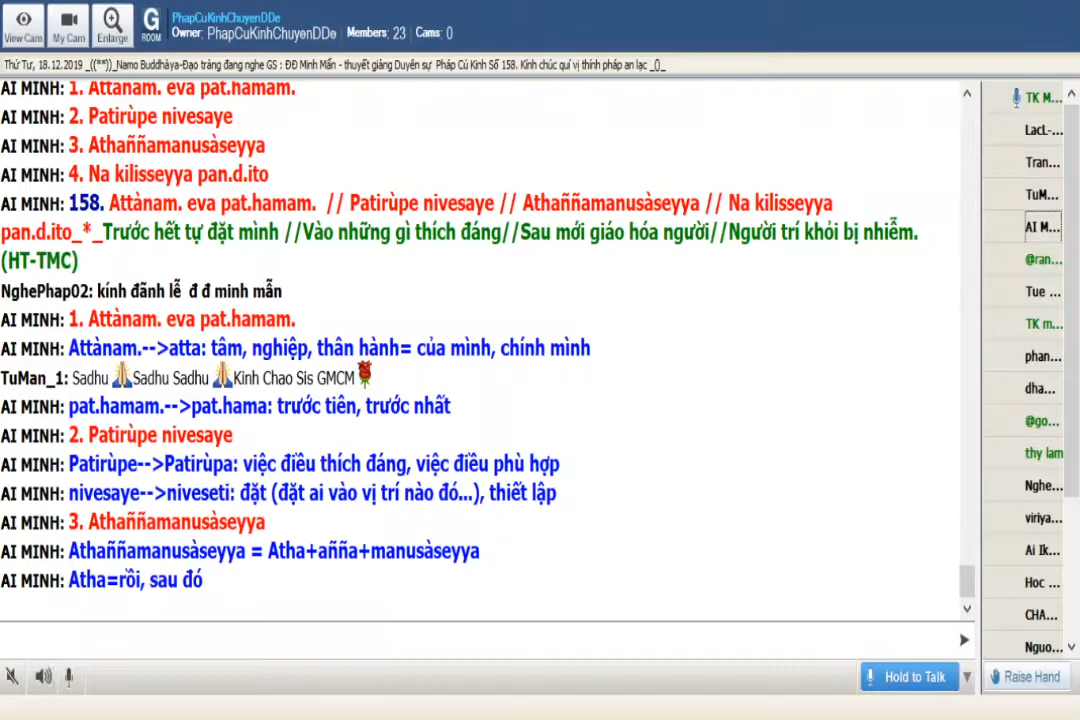 PhapCuKinhChuyenDDe
Owner: PhapCuKinhChuyenDDe Members: 23 Cams: 0
View Cam My Cam Enlarge G ROOM
Thứ Tư, 18.12.2019 _((**))_Namo Buddhàya-Đạo tràng đang nghe GS : ĐĐ Minh Mẩn - thuyết giảng Duyên sự Pháp Cú Kinh Số 158. Kính chúc quí vị thính pháp an lạc _()_
AI MINH: 1. Attànam. eva pat.hamam.
AI MINH: 2. Patirùpe nivesaye
AI MINH: 3. Athaññamanusàseyya
AI MINH: 4. Na kilisseyya pan.d.ito
AI MINH: 158. Attànam. eva pat.hamam. // Patirùpe nivesaye // Athaññamanusàseyya // Na kilisseyya
pan.d.ito_*_Trước hết tự đặt mình //Vào những gì thích đáng//Sau mới giáo hóa người//Người trí khỏi bị nhiễm.
(HT-TMC)
NghePhap02: kính đãnh lễ đ đ minh mẫn
AI MINH: 1. Attànam. eva pat.hamam.
AI MINH: Attànam.-->atta: tâm, nghiệp, thân hành= của mình, chính mình
TuMan_1: Sadhu 🙏Sadhu Sadhu 🙏Kinh Chao Sis GMCM🌹
AI MINH: pat.hamam.-->pat.hama: trước tiên, trước nhất
AI MINH: 2. Patirùpe nivesaye
AI MINH: Patirùpe-->Patirùpa: việc điều thích đáng, việc điều phù hợp
AI MINH: nivesaye-->niveseti: đặt (đặt ai vào vị trí nào đó...), thiết lập
AI MINH: 3. Athaññamanusàseyya
AI MINH: Athaññamanusàseyya = Atha+añña+manusàseyya
AI MINH: Atha=rồi, sau đó
TK M...
LacL-...
Tran...
TuM...
AI M...
@ran...
Tue ...
TK m...
phan...
dha...
@go...
thy lam
Nghe...
viriya...
Ai Ik...
Hoc ...
CHA...
Nguo...
Hold to Talk
Raise Hand